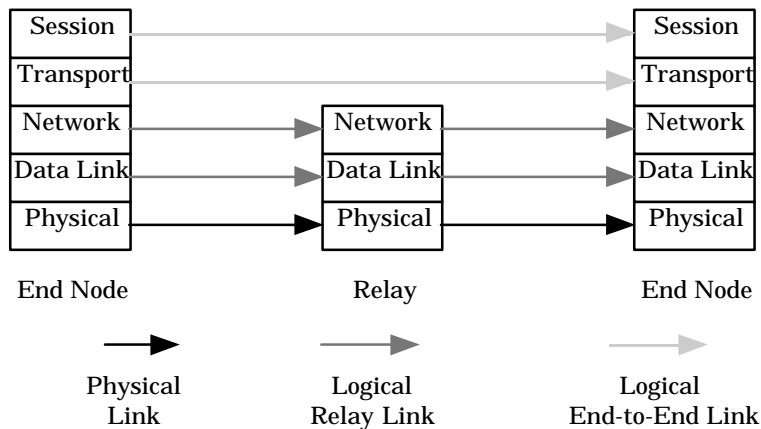 Session
Session
Transport
Transport
Network
Network
Network
Data Link
Data Link
Data Link
Physical
Physical
Physical
End Node
Relay
End Node
Physical
Link
Logical
Relay Link
Logical
End-to-End Link